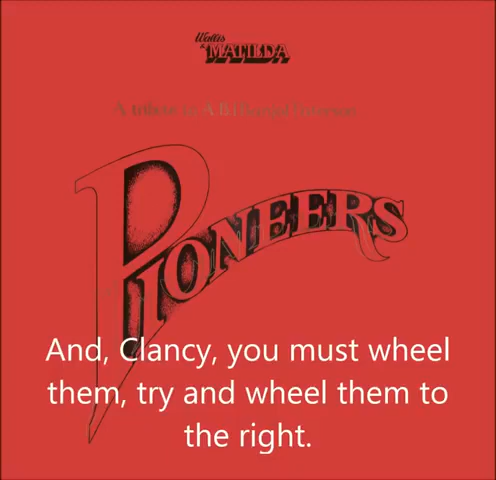 Wallis
& MATILDA
A tribute to A.B. (Banjo) Paterson
PIONEERS
And, Clancy, you must wheel
them, try and wheel them to
the right.